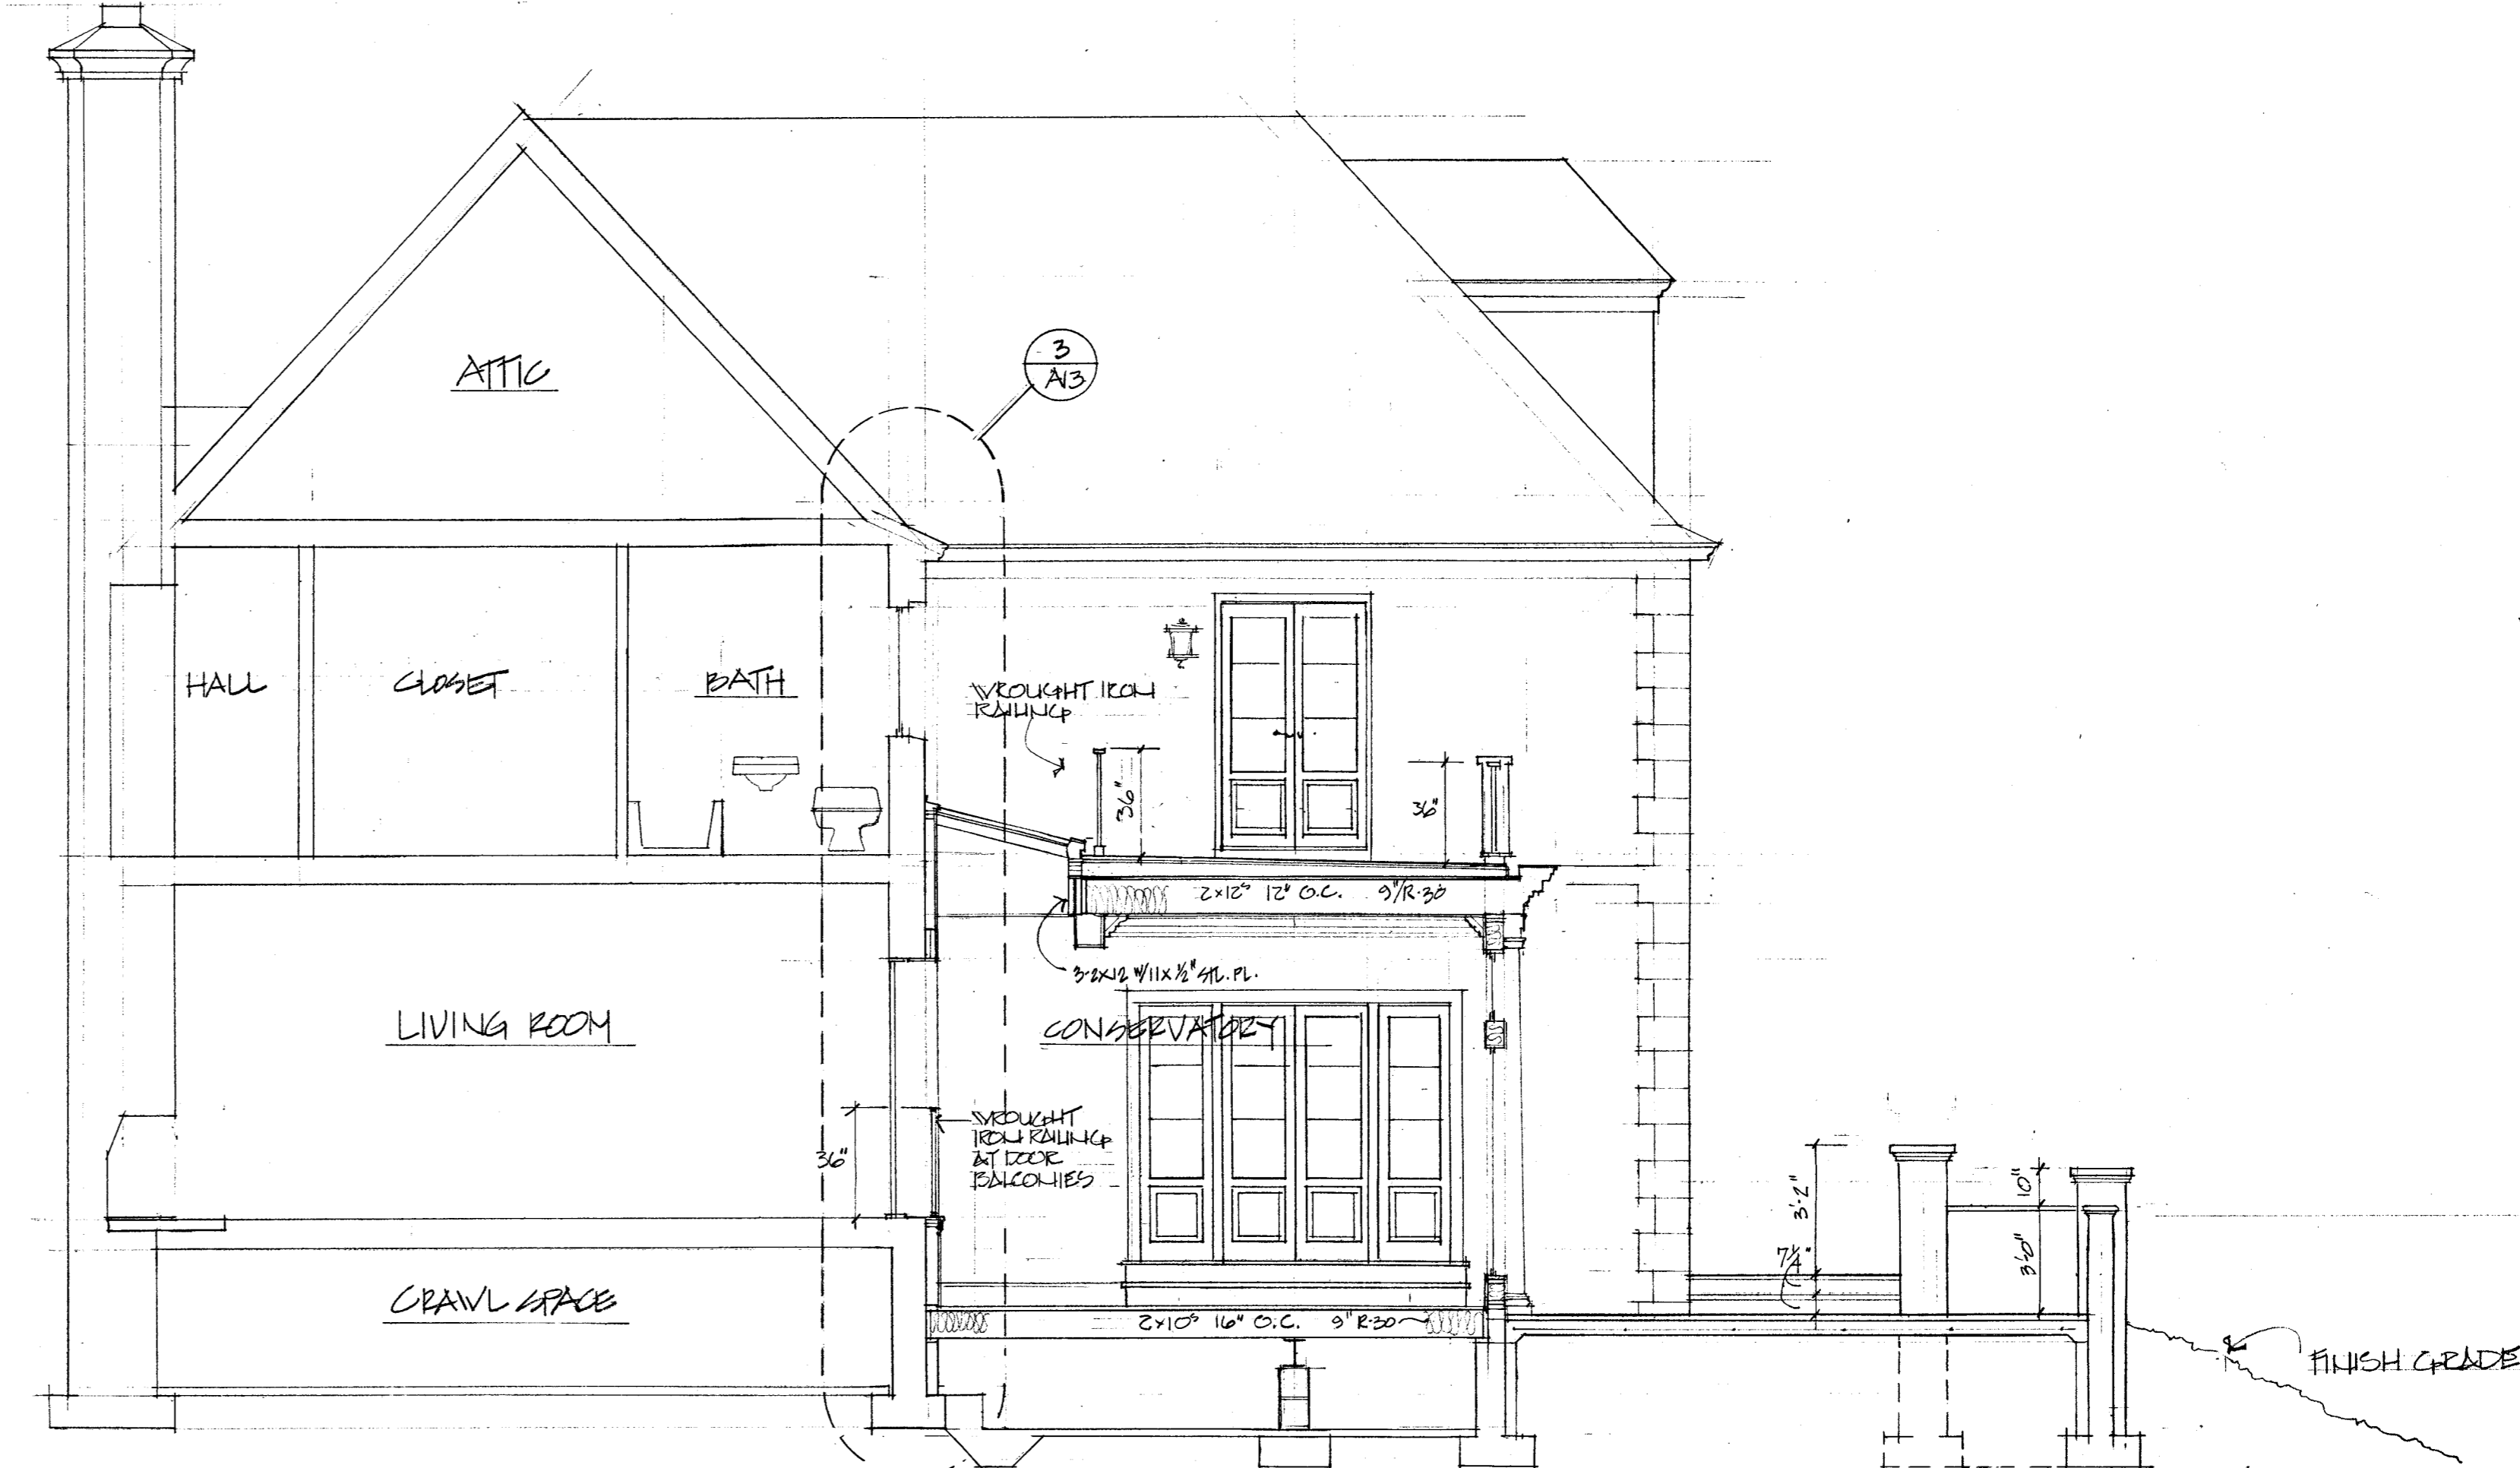 3
A13
ATTIC
HALL
CLOSET
BATH
WROUGHT IRON
RAILING
36"
36"
2x12s 12" O.C. 9"/R-30
3-2x12 W/11x½" STL. PL.
LIVING ROOM
CONSERVATORY
36"
WROUGHT
IRON RAILING
AT DOOR
BALCONIES
3'-2"
10"
7¼"
3'-0"
CRAWL SPACE
2x10s 16" O.C. 9" R-30
FINISH GRADE